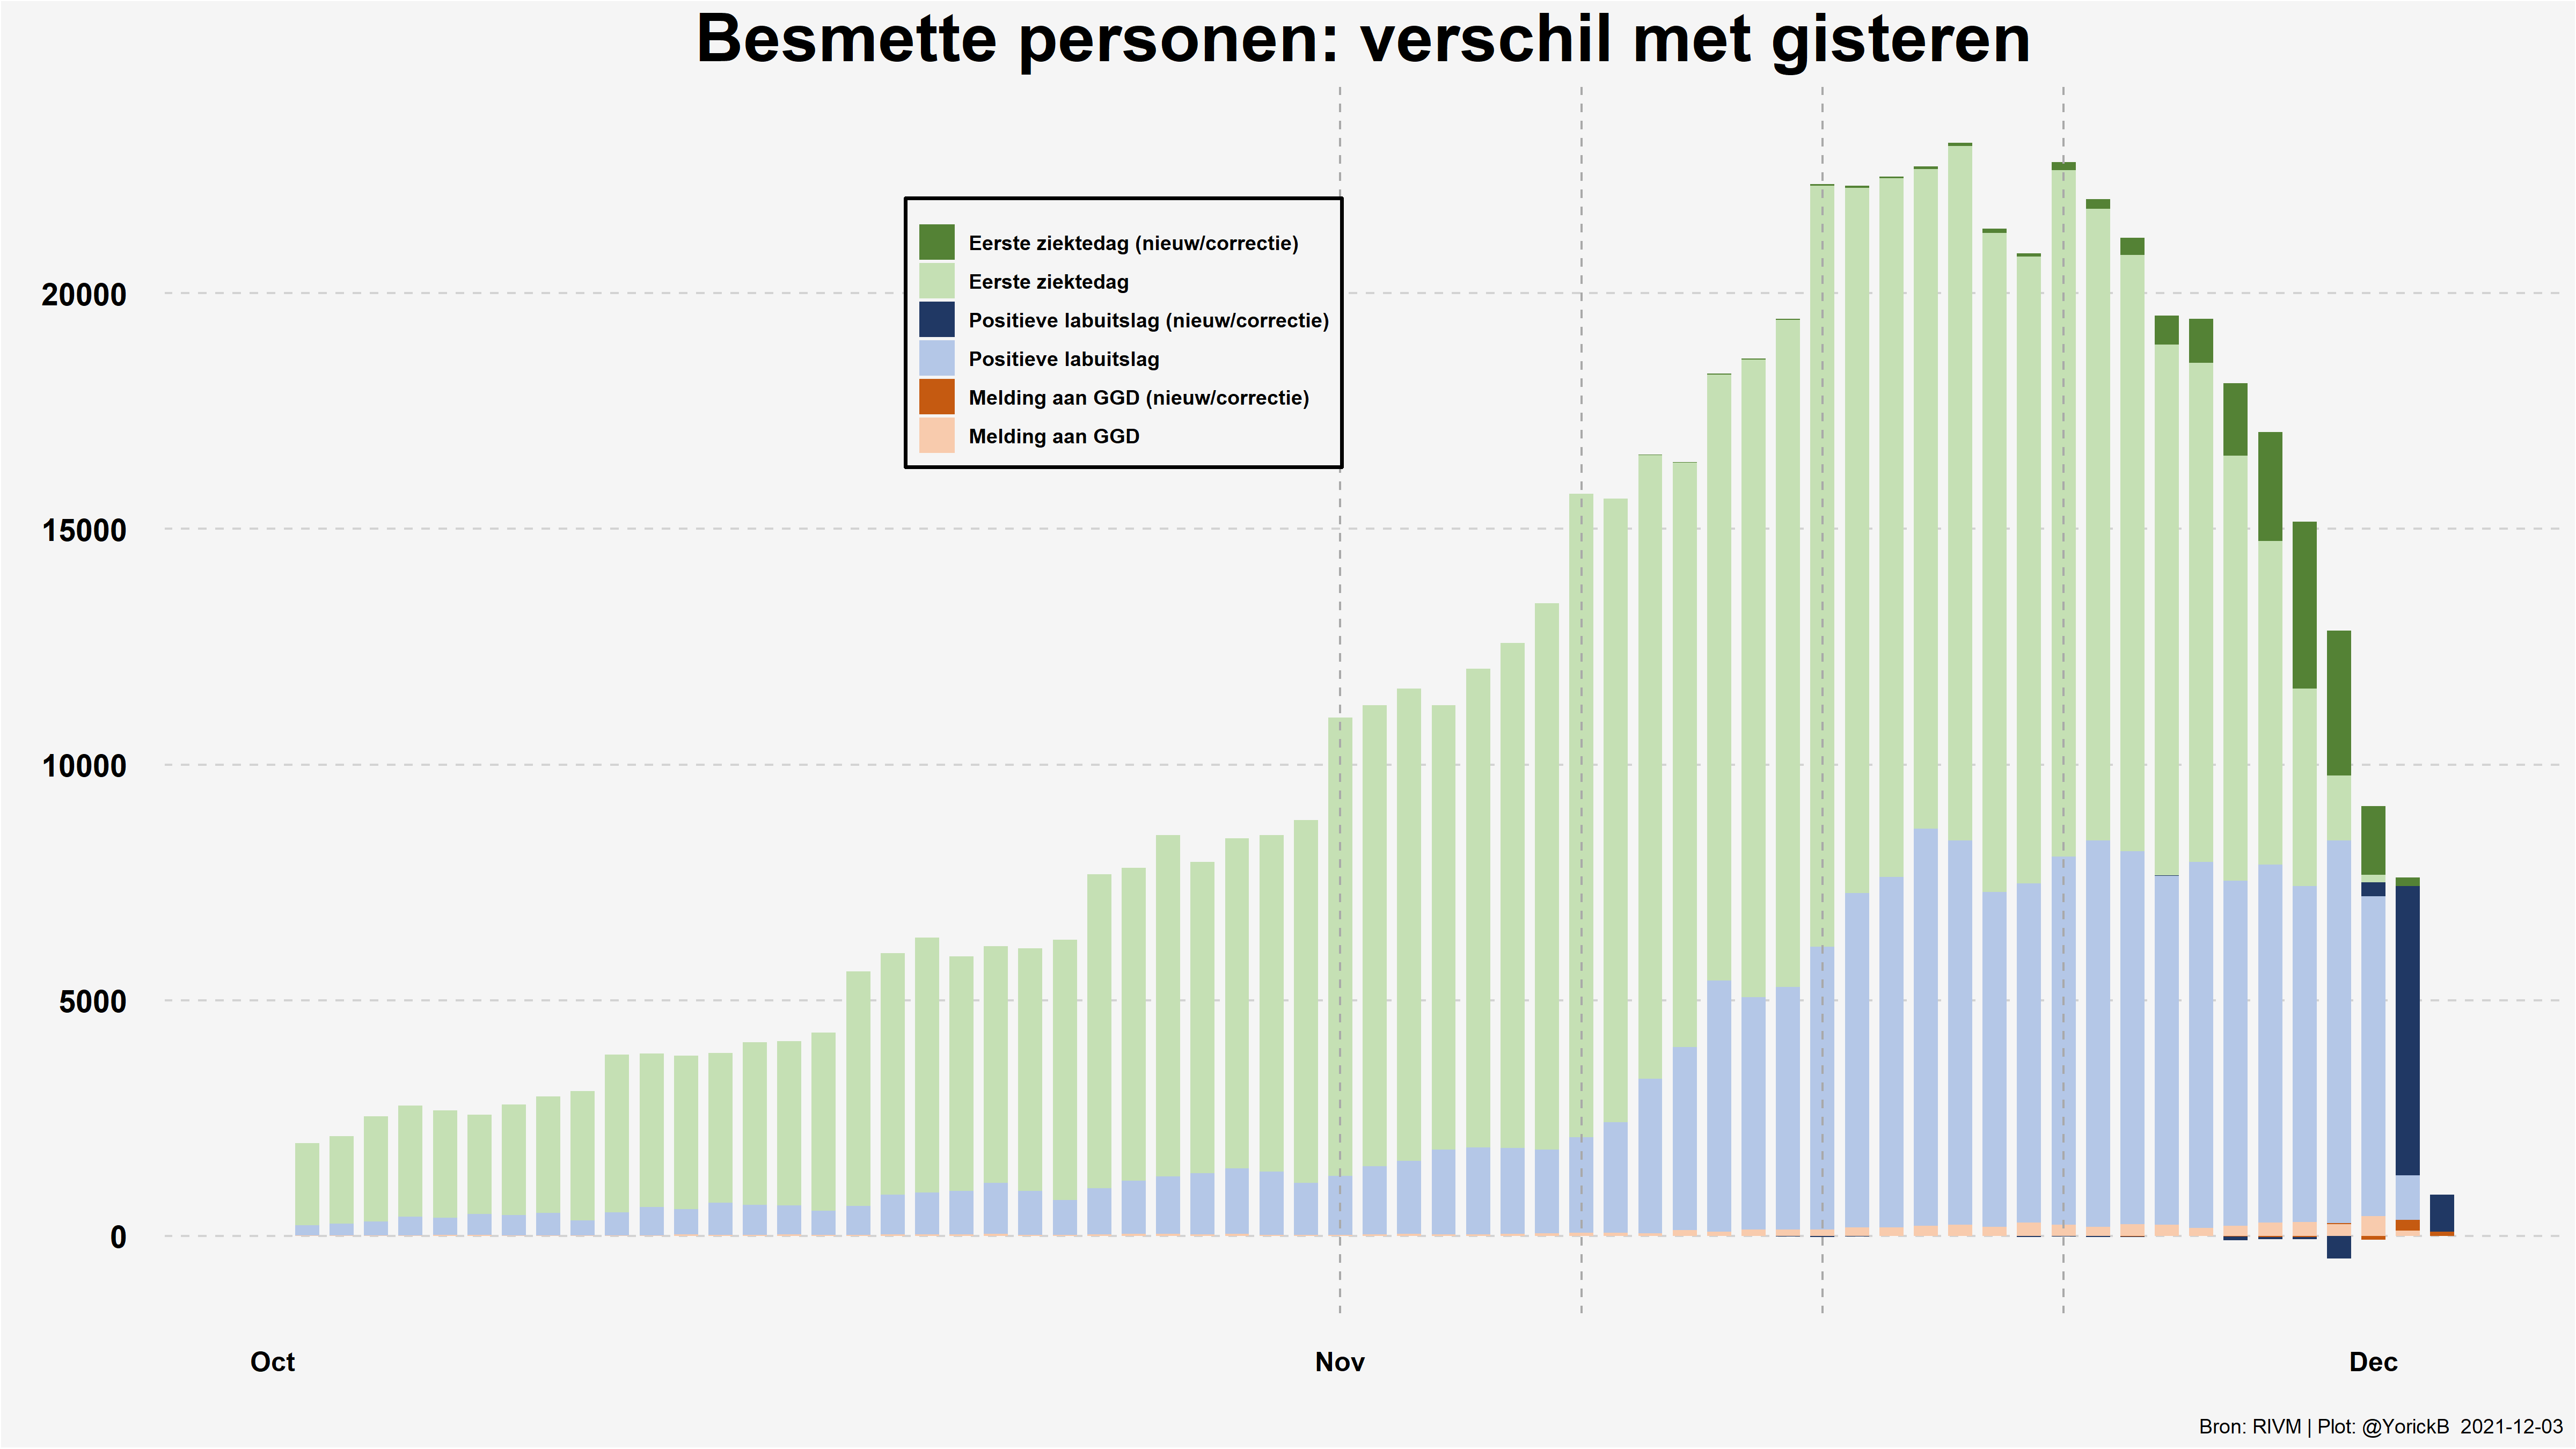 Besmette personen: verschil met gisteren
Eerste ziektedag (nieuw/correctie)
Eerste ziektedag
Positieve labuitslag (nieuw/correctie)
Positieve labuitslag
Melding aan GGD (nieuw/correctie)
Melding aan GGD
20000
15000
10000
5000
0
Oct Nov Dec
Bron: RIVM | Plot: @YorickB 2021-12-03